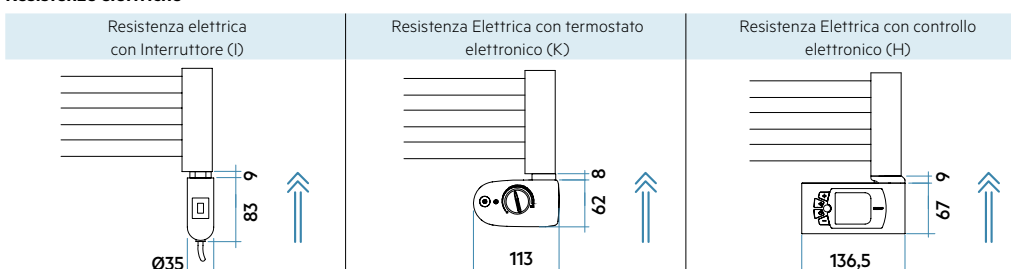 Resistenza elettrica
con Interruttore (I)
Resistenza Elettrica con termostato
elettronico (K)
Resistenza Elettrica con controllo
elettronico (H)
9
83
Ø35
8
62
113
9
67
136,5